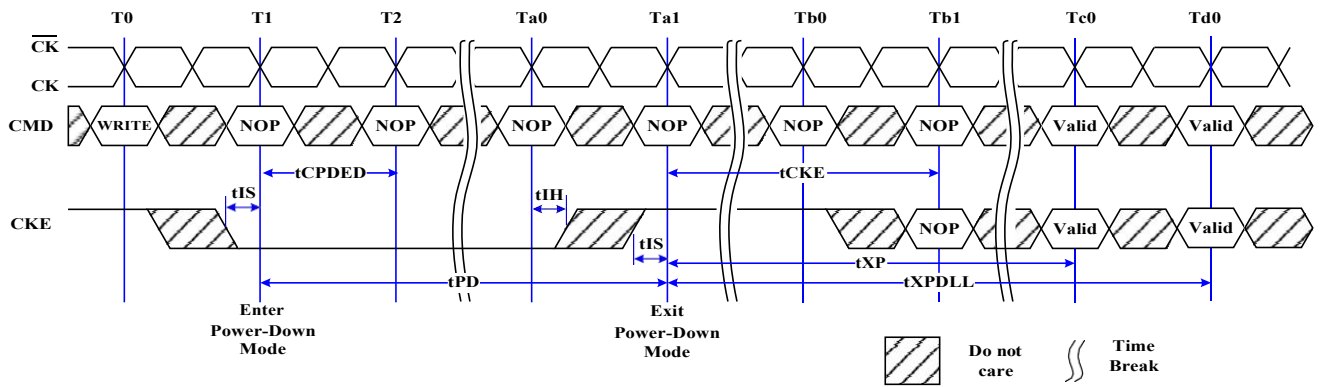 T0 T1 T2 Ta0 Ta1 Tb0 Tb1 Tc0 Td0
CK
CK
CMD WRITE NOP NOP NOP NOP NOP NOP Valid Valid
tCPDED tCKE
tIS tIH
CKE NOP Valid Valid
tIS
tXP
tPD tXPDLL
Enter
Power-Down
Mode
Exit
Power-Down
Mode
Do not
care
Time
Break